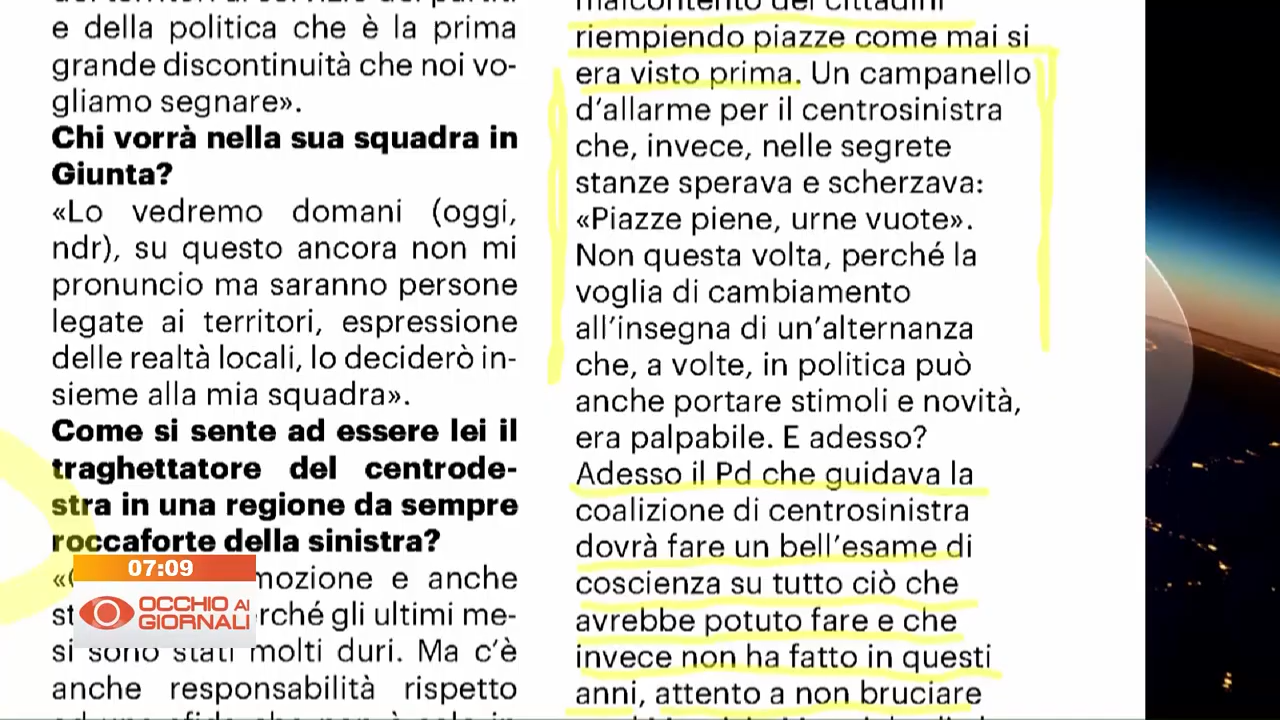 e della politica che è la prima
grande discontinuità che noi vo-
gliamo segnare».
Chi vorrà nella sua squadra in
Giunta?
«Lo vedremo domani (oggi,
ndr), su questo ancora non mi
pronuncio ma saranno persone
legate ai territori, espressione
delle realtà locali, lo deciderò in-
sieme alla mia squadra».
Come si sente ad essere lei il
traghettatore del centrode-
stra in una regione da sempre
roccaforte della sinistra?
mozione e anche
st rché gli ultimi me-
si sono stati molti duri. Ma c'è
anche responsabilità rispetto
malcontento dei cittadini
riempiendo piazze come mai si
era visto prima. Un campanello
d'allarme per il centrosinistra
che, invece, nelle segrete
stanze sperava e scherzava:
«Piazze piene, urne vuote».
Non questa volta, perché la
voglia di cambiamento
all'insegna di un'alternanza
che, a volte, in politica può
anche portare stimoli e novità,
era palpabile. E adesso?
Adesso il Pd che guidava la
coalizione di centrosinistra
dovrà fare un bell'esame di
coscienza su tutto ciò che
avrebbe potuto fare e che
invece non ha fatto in questi
anni, attento a non bruciare
07:09
OCCHIO AI
GIORNALI